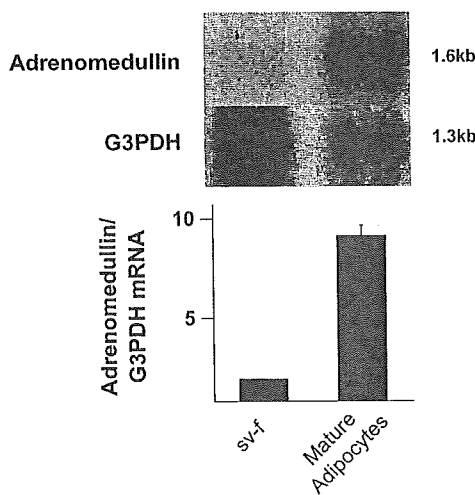 Adrenomedullin 1.6kb
G3PDH 1.3kb
Adrenomedullin/
G3PDH mRNA
10
5
sv-f
Mature
Adipocytes